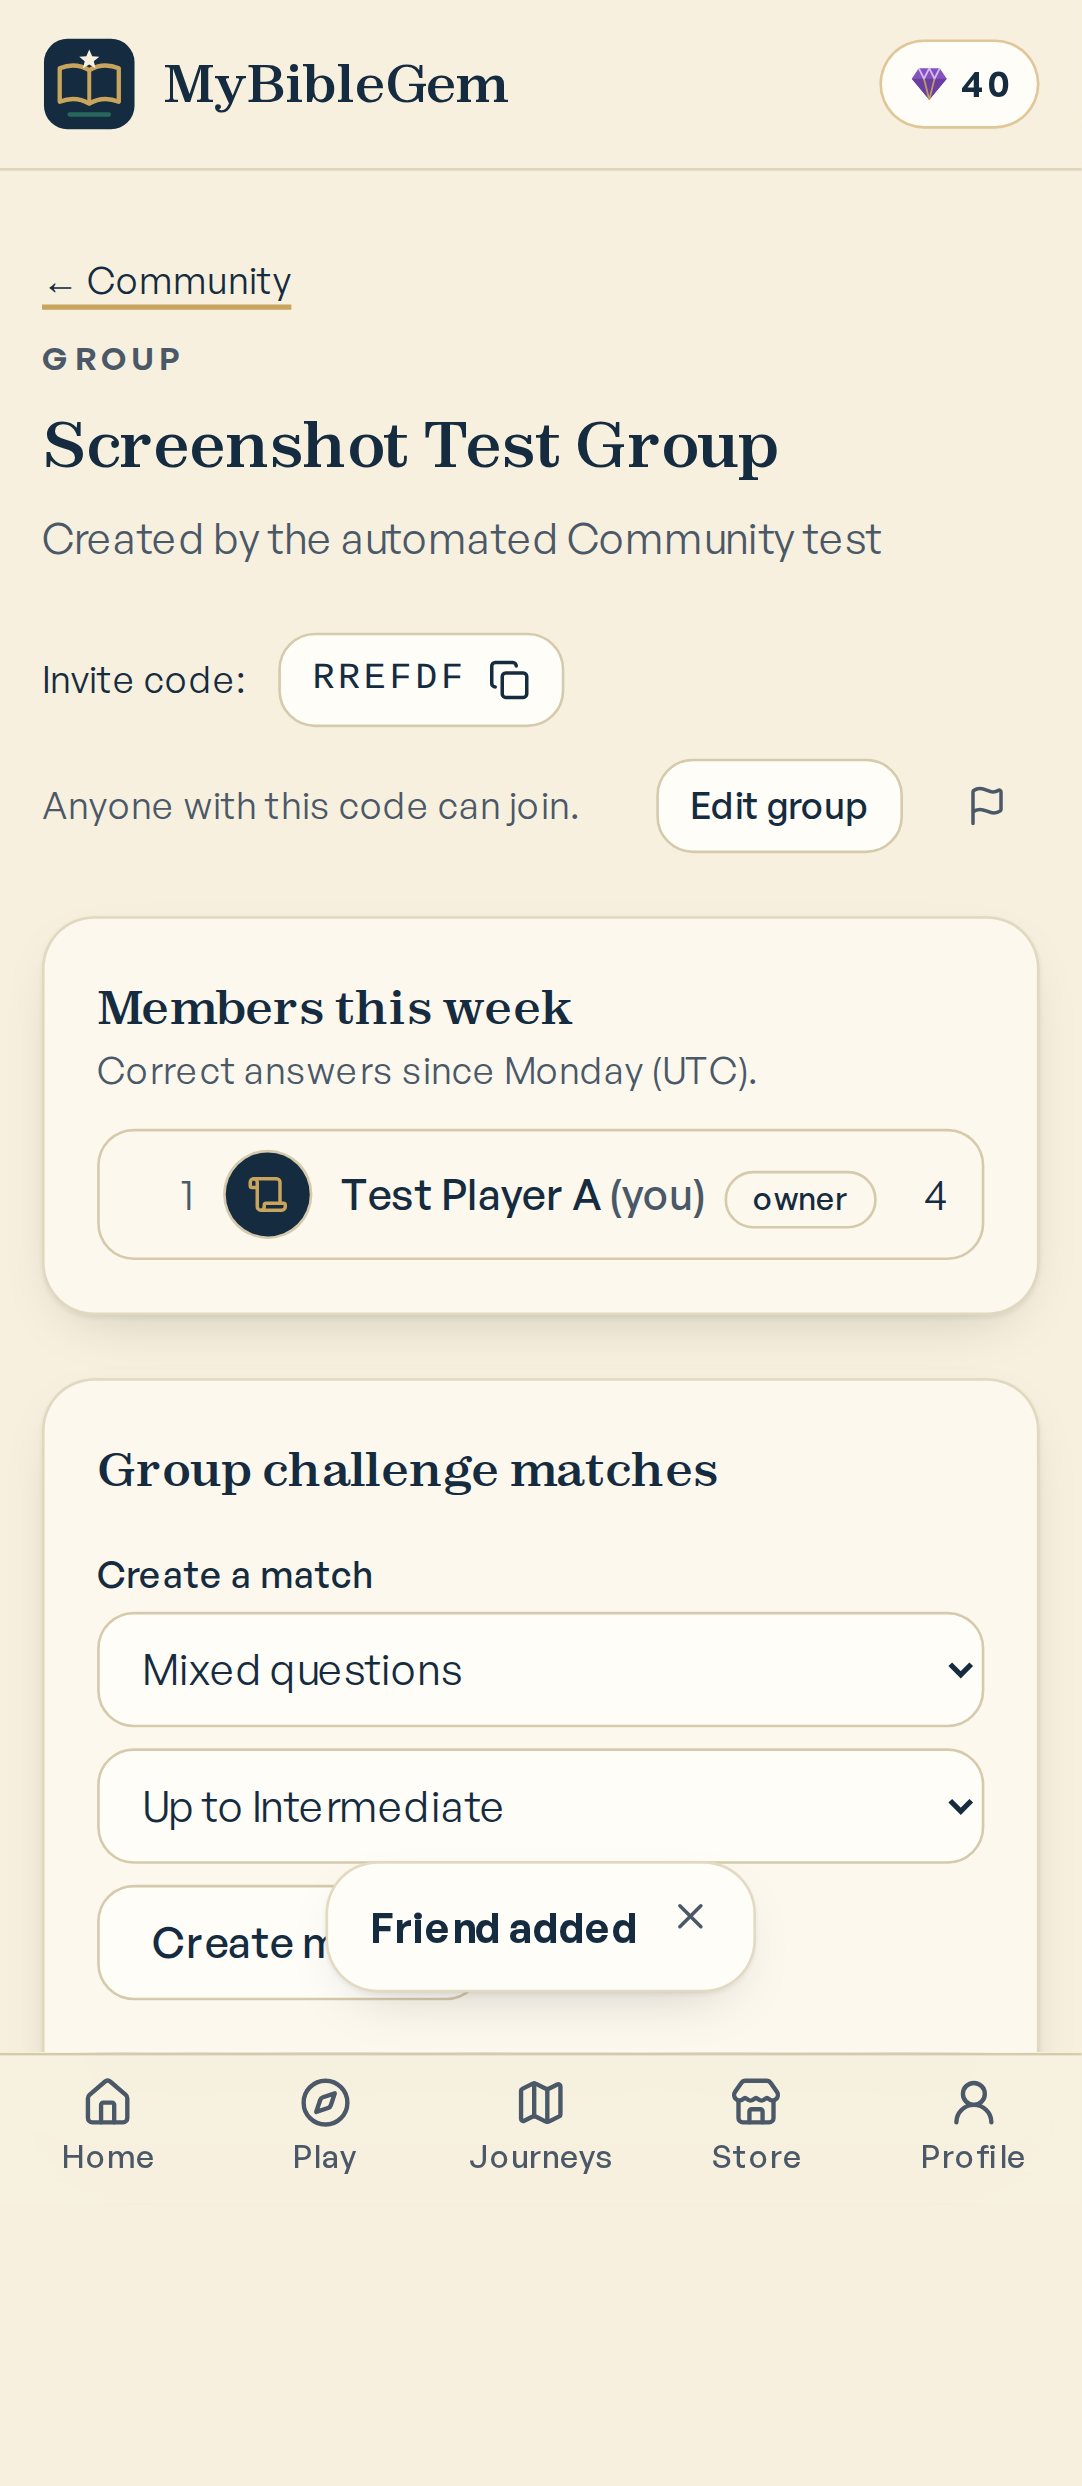 MyBibleGem
40
← Community
GROUP
Screenshot Test Group
Created by the automated Community test
Invite code: RREFDF
Anyone with this code can join. Edit group
Members this week
Correct answers since Monday (UTC).
1 Test Player A (you) owner 4
Group challenge matches
Create a match
Mixed questions
Up to Intermediate
Create
Friend added
Home Play Journeys Store Profile